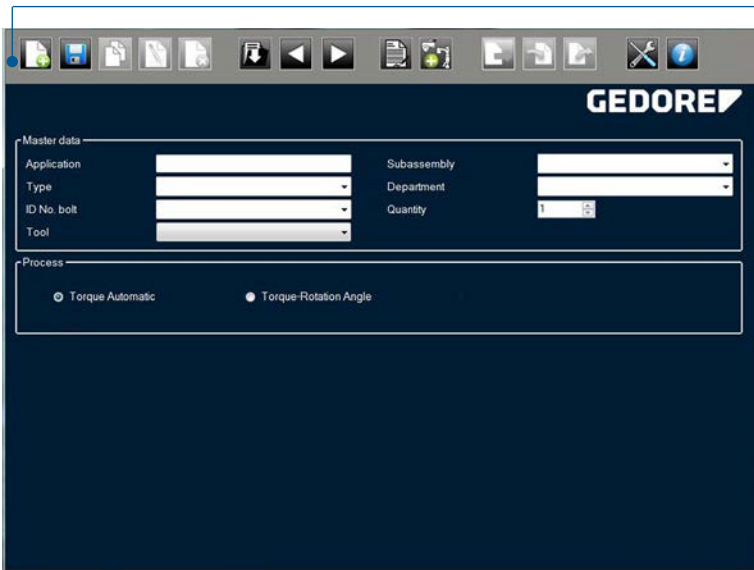 GEDORE
Master data
Application
Subassembly
Type
Department
ID No. bolt
Quantity
1
Tool
Process
Torque Automatic
Torque-Rotation Angle